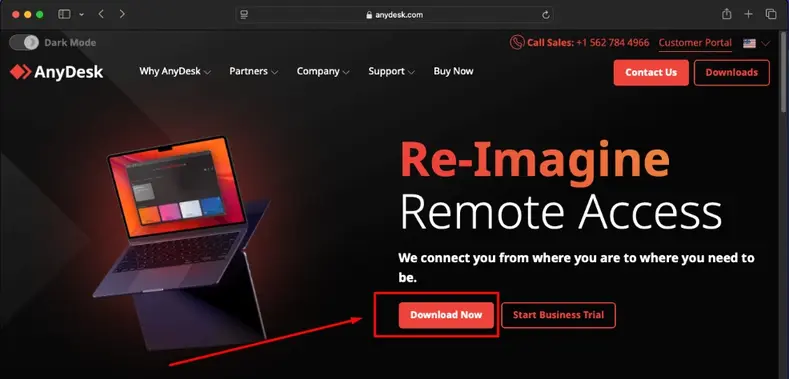 anydesk.com
Dark Mode
Call Sales: +1 562 784 4966
Customer Portal
AnyDesk
Why AnyDesk
Partners
Company
Support
Buy Now
Contact Us
Downloads
Re-Imagine
Remote Access
We connect you from where you are to where you need to
be.
Download Now
Start Business Trial